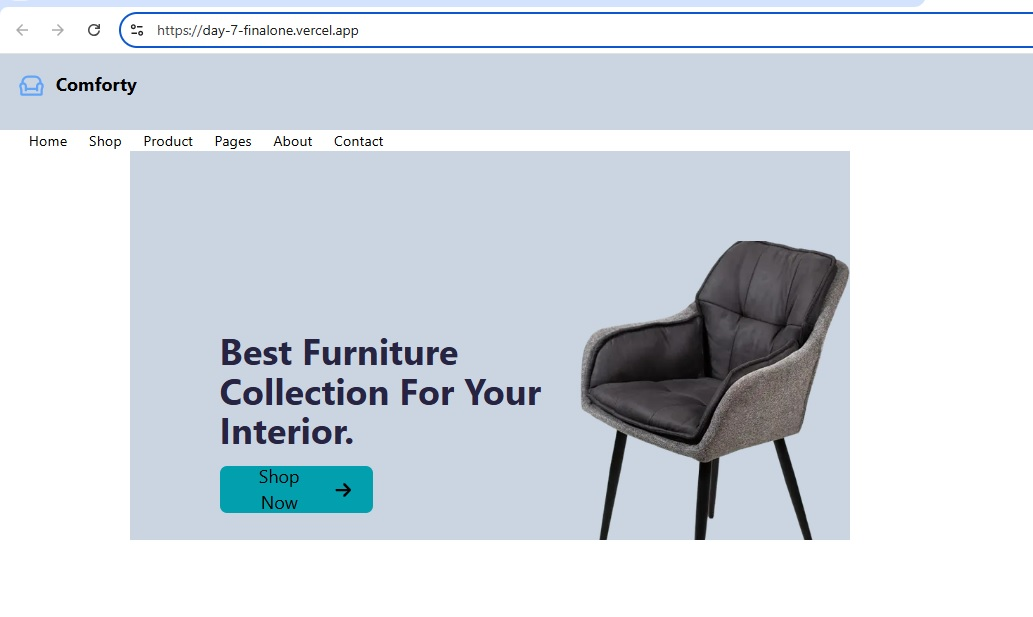 https://day-7-finalone.vercel.app
Comforty
Home Shop Product Pages About Contact
Best Furniture
Collection For Your
Interior.
Shop
Now